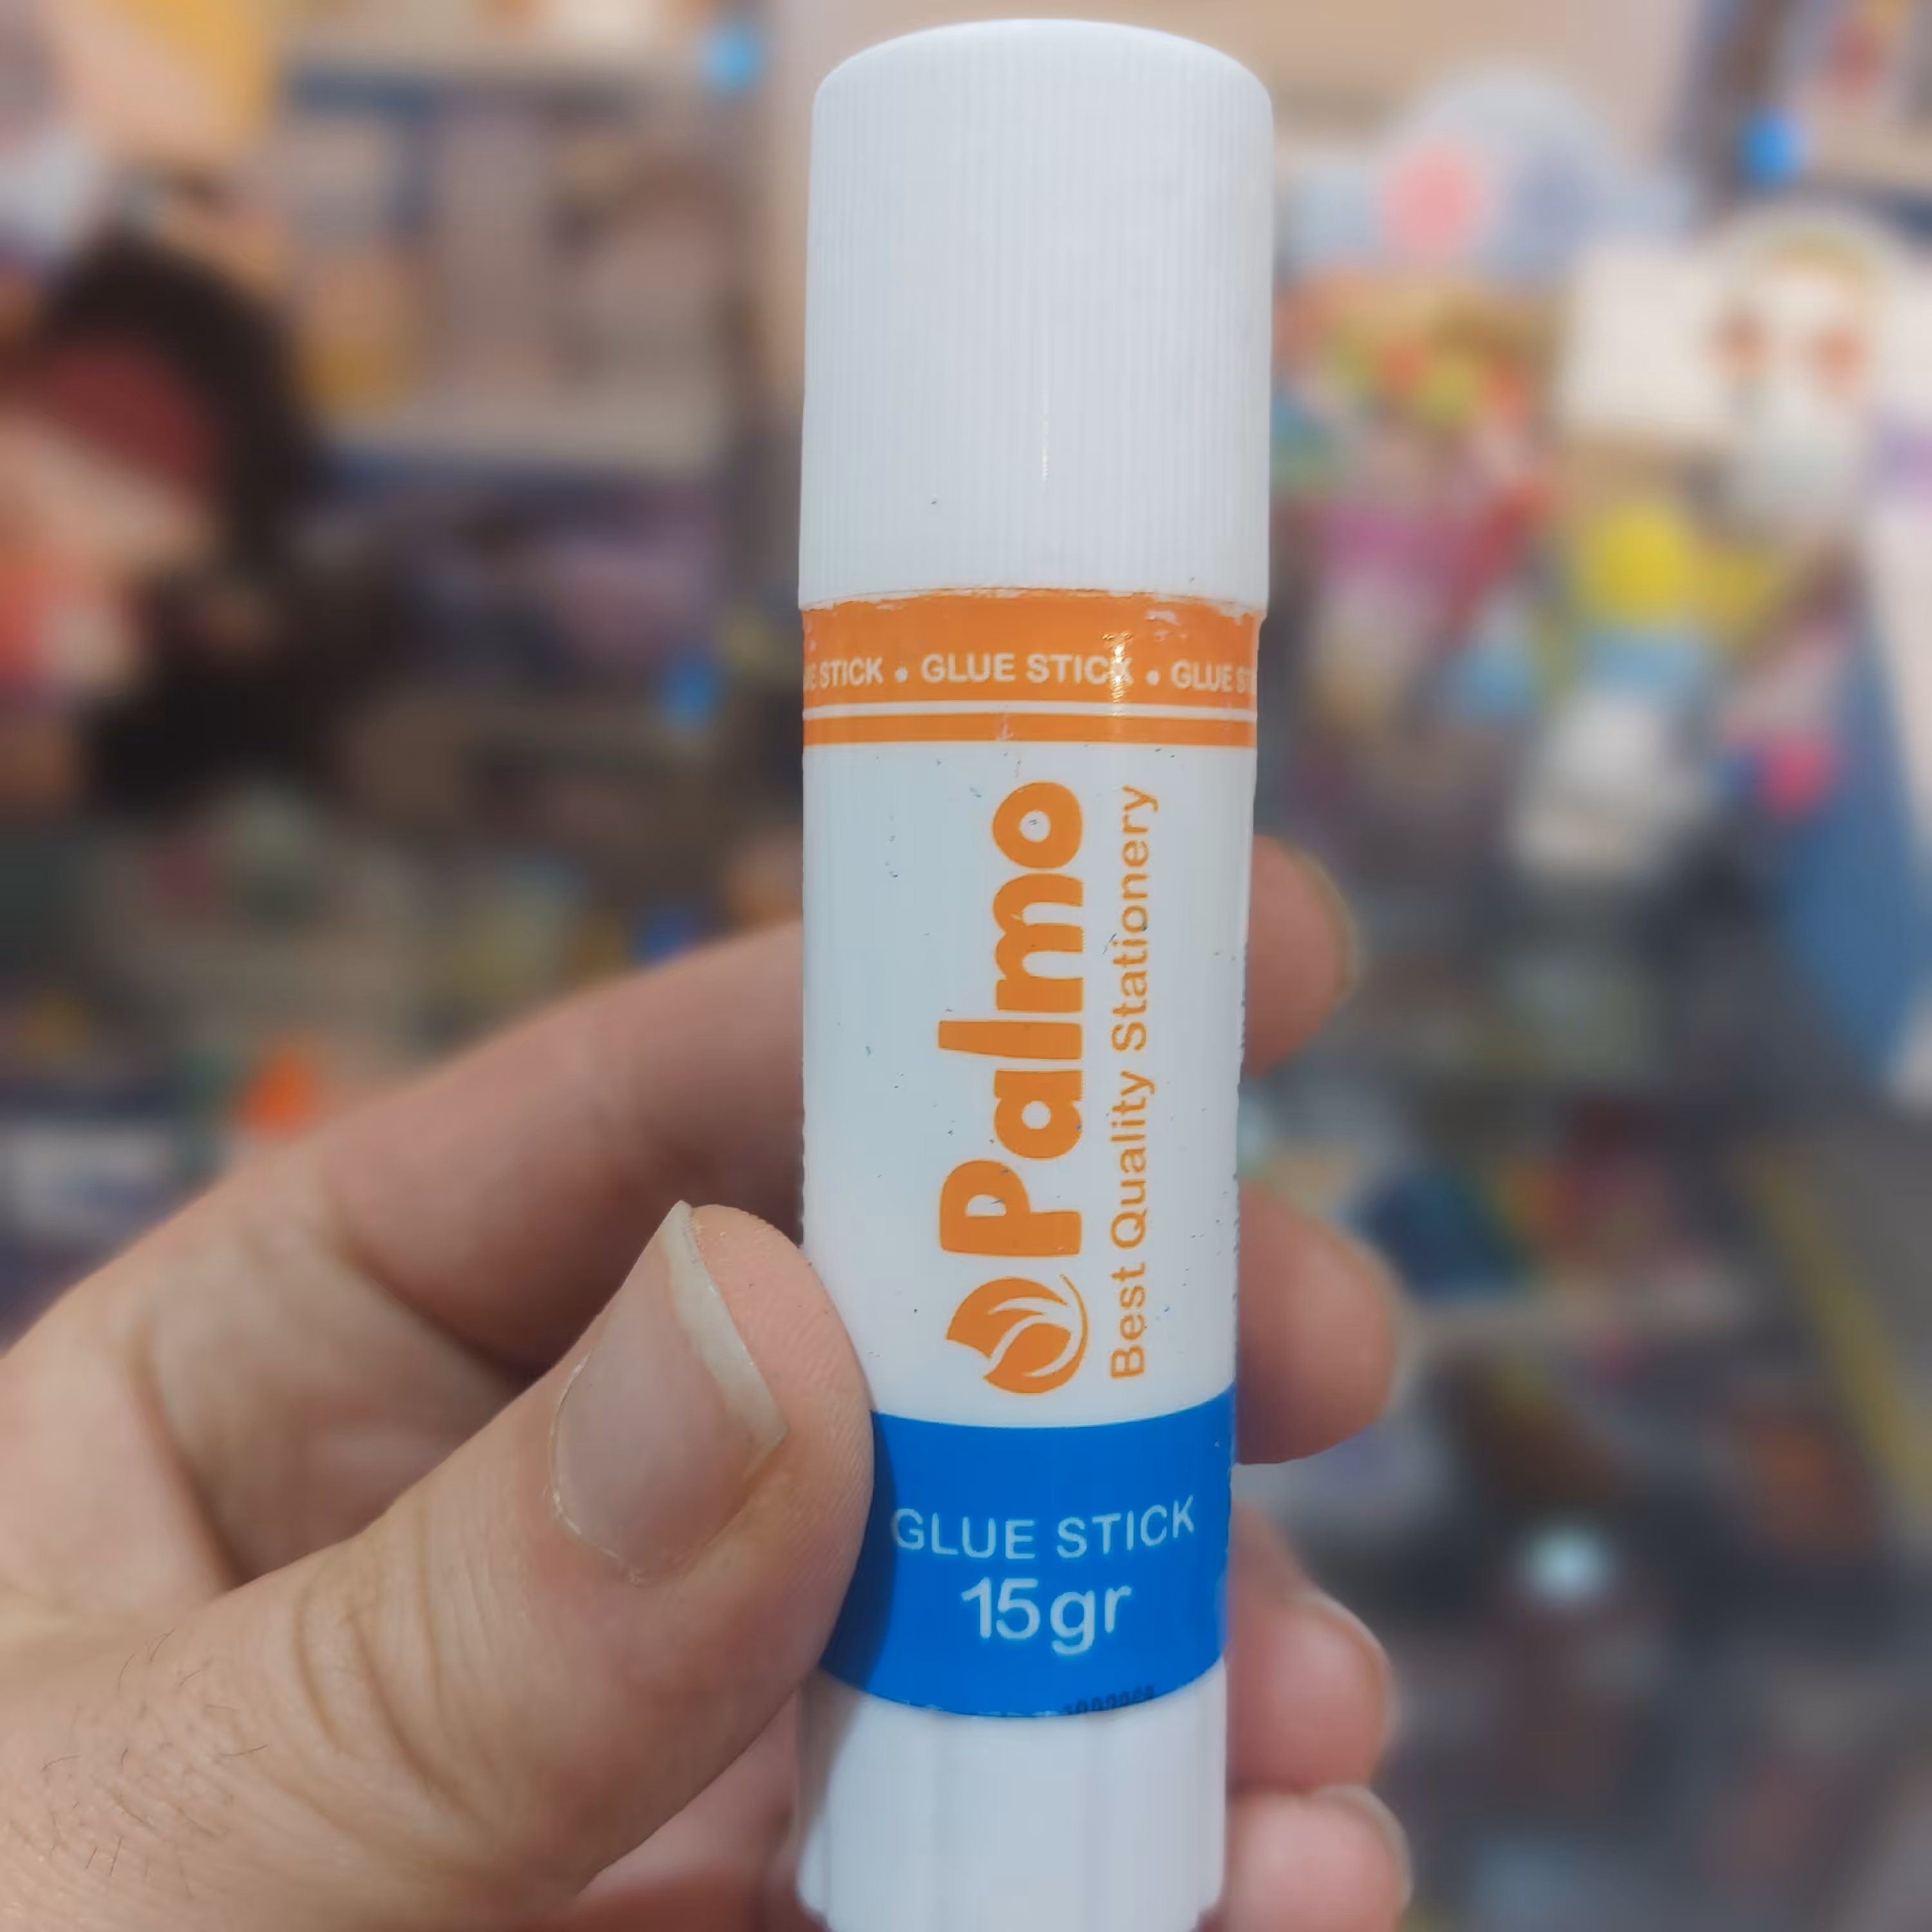 STICK • GLUE STICK • GLUE
Palmo
Best Quality Stationery
GLUE STICK
15gr